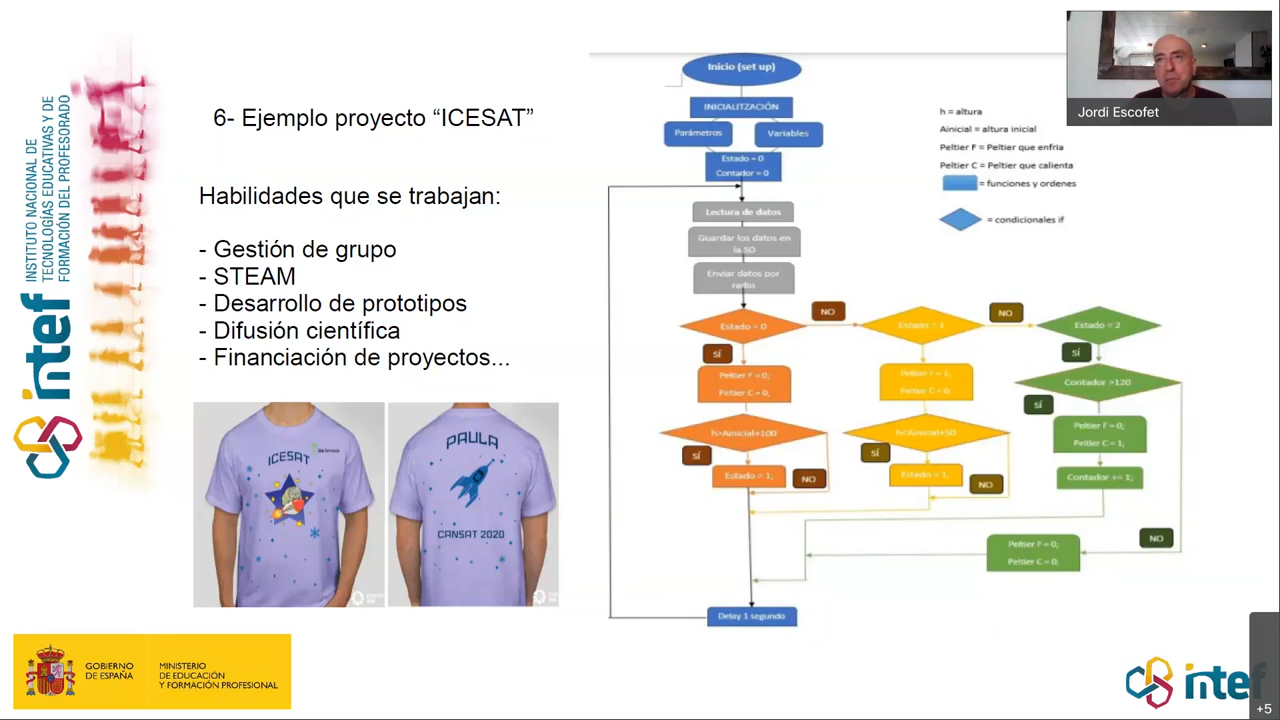 INSTITUTO NACIONAL DE
TECNOLOGÍAS EDUCATIVAS Y DE
FORMACIÓN DEL PROFESORADO
intef
6- Ejemplo proyecto “ICESAT”
Habilidades que se trabajan:
- Gestión de grupo
- STEAM
- Desarrollo de prototipos
- Difusión científica
- Financiación de proyectos...
ICESAT
PAULA
CANSAT 2020
GOBIERNO
DE ESPAÑA
MINISTERIO
DE EDUCACIÓN
Y FORMACIÓN PROFESIONAL
Inicio (set up)
INICIALITZACIÓN
Parámetros
Variables
Estado = 0
Contador = 0
Lectura de datos
Guardar los datos en
la SD
Enviar datos por
radio
Estado = 0
NO
Estado = 1
NO
Estado = 2
SÍ
Peltier F = 0;
Peltier C = 0;
Peltier F = 1;
Peltier C = 0;
SÍ
Contador >120
SÍ
Peltier F = 0;
Peltier C = 1;
Contador += 1;
h>Ainicial+100
SÍ
Estado = 1;
NO
SÍ
NO
NO
Peltier F = 0;
Peltier C = 0;
Delay 1 segundo
h = altura
Ainicial = altura inicial
Peltier F = Peltier que enfria
Peltier C = Peltier que calienta
= funciones y ordenes
= condicionales if
Jordi Escofet
intef
+5